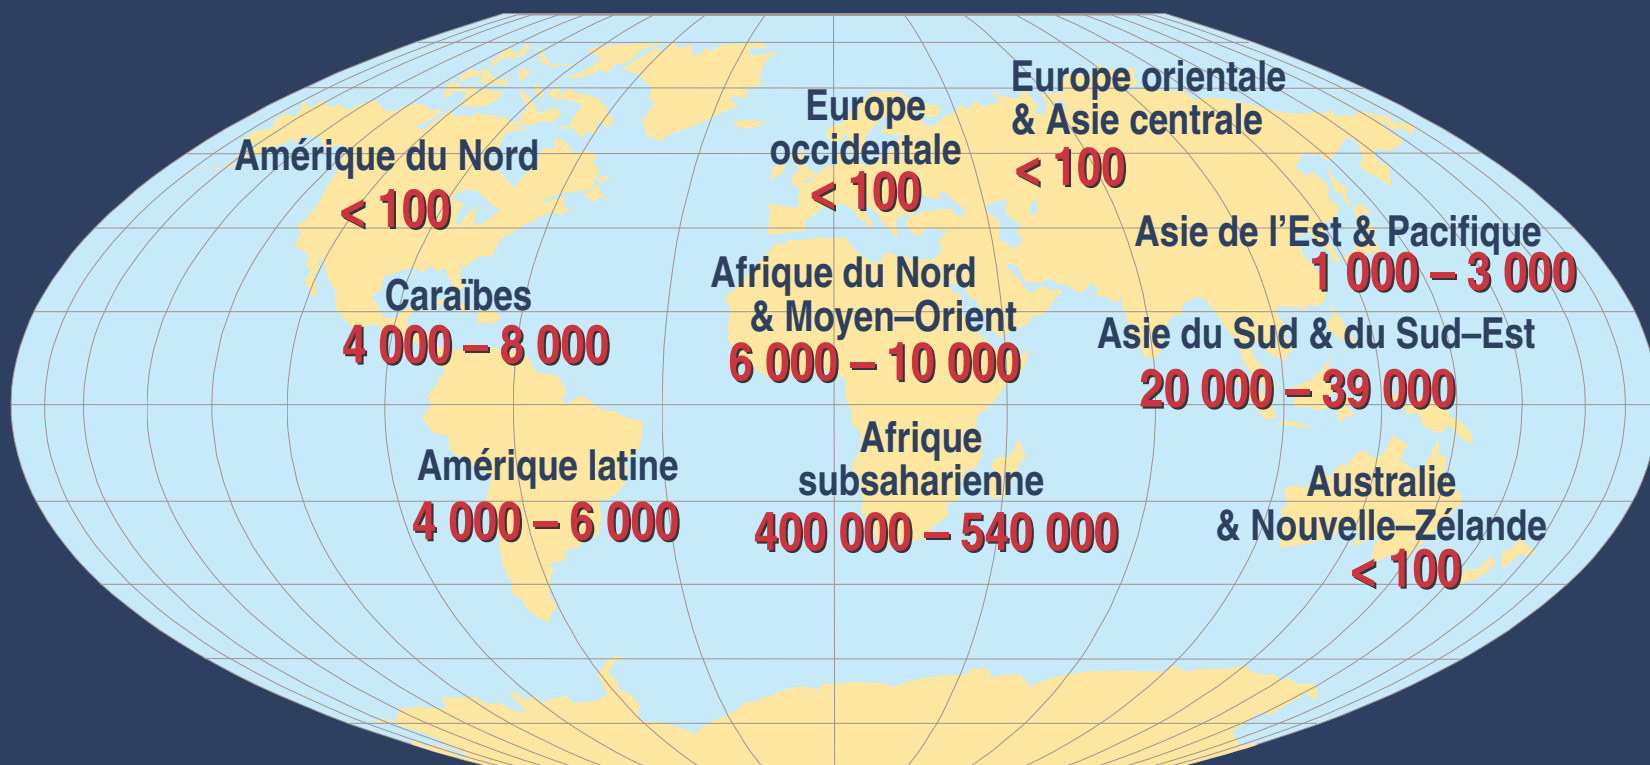 Europe orientale
& Asie centrale
< 100
Europe
occidentale
< 100
Amérique du Nord
< 100
Asie de l’Est & Pacifique
1 000 – 3 000
Afrique du Nord
& Moyen–Orient
6 000 – 10 000
Caraïbes
4 000 – 8 000
Asie du Sud & du Sud–Est
20 000 – 39 000
Afrique
subsaharienne
400 000 – 540 000
Amérique latine
4 000 – 6 000
Australie
& Nouvelle–Zélande
< 100